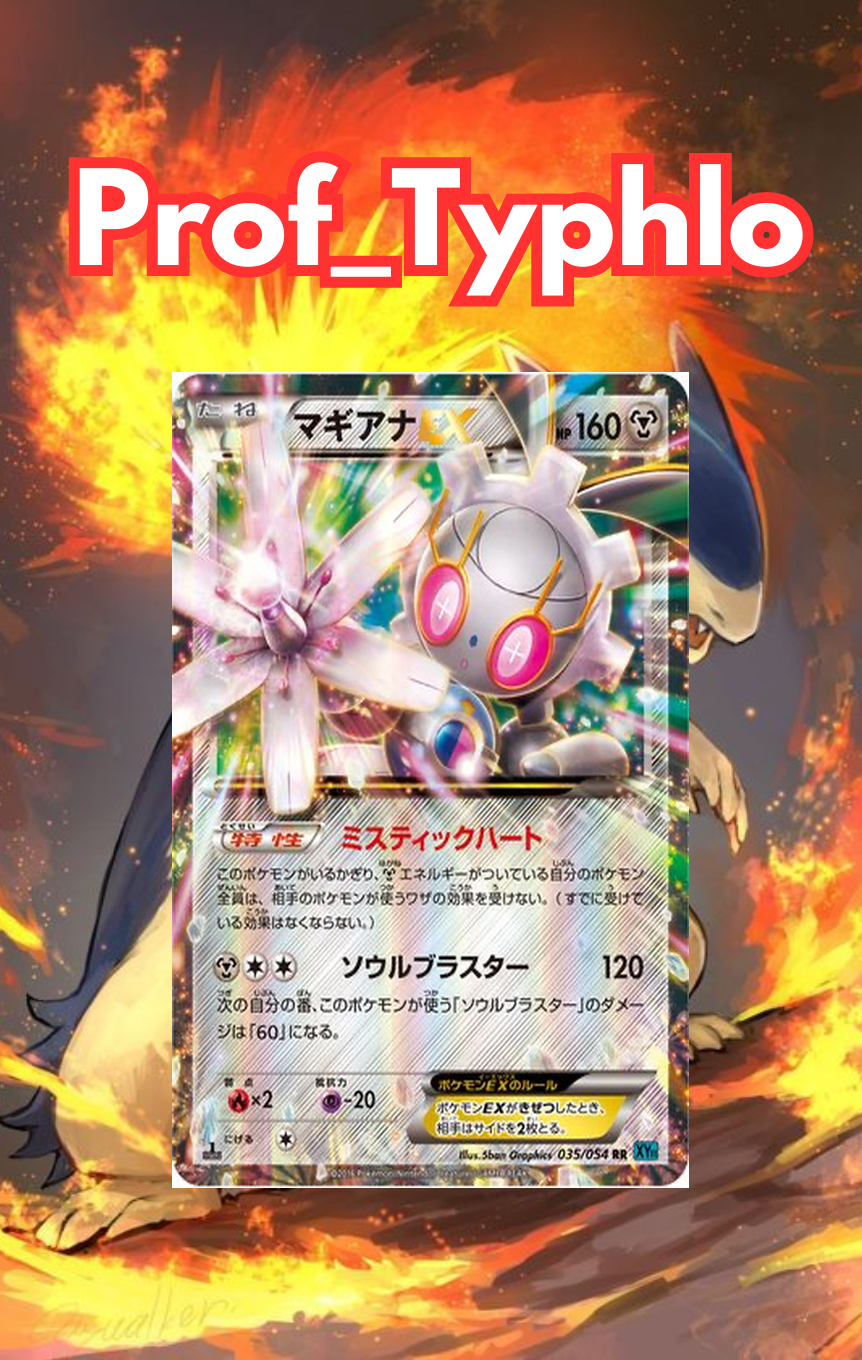 Prof_Typhlo
たね マギアナEX HP 160
とくせい
特性 ミスティックハート
このポケモンがいるかぎり、エネルギーがついている自分のポケモン
全員は、相手のポケモンが使うワザの効果を受けない。(すでに受けて
いる効果はなくならない。)
ソウルブラスター 120
次の自分の番、このポケモンが使う「ソウルブラスター」のダメー
ジは「60」になる。
弱点 抵抗力 ポケモンEXのルール
×2 -20 ポケモンEXがきぜつしたとき、
相手はサイドを2枚とる。
にげる
Illus. 5ban Graphics 035/054 RR XY